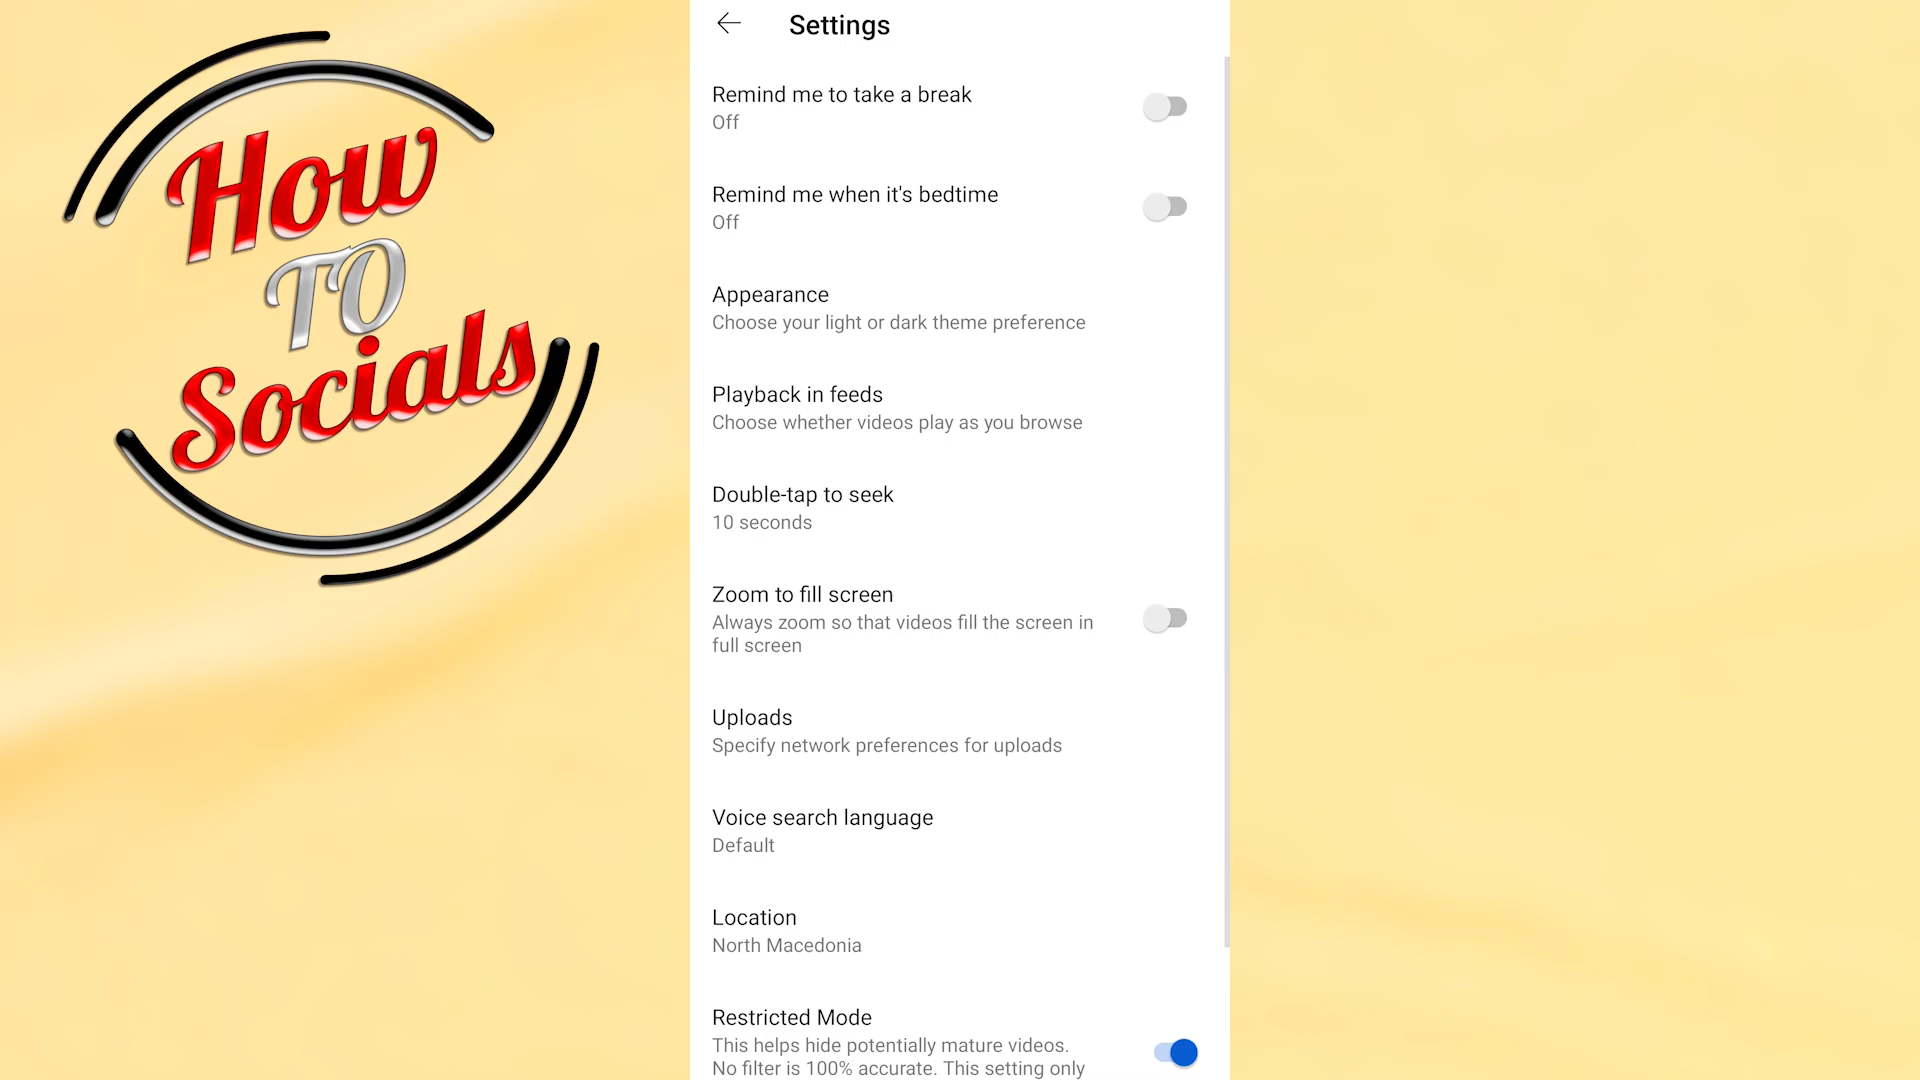 How
TO
Socials
Settings
Remind me to take a break
Off
Remind me when it's bedtime
Off
Appearance
Choose your light or dark theme preference
Playback in feeds
Choose whether videos play as you browse
Double-tap to seek
10 seconds
Zoom to fill screen
Always zoom so that videos fill the screen in
full screen
Uploads
Specify network preferences for uploads
Voice search language
Default
Location
North Macedonia
Restricted Mode
This helps hide potentially mature videos.
No filter is 100% accurate. This setting only